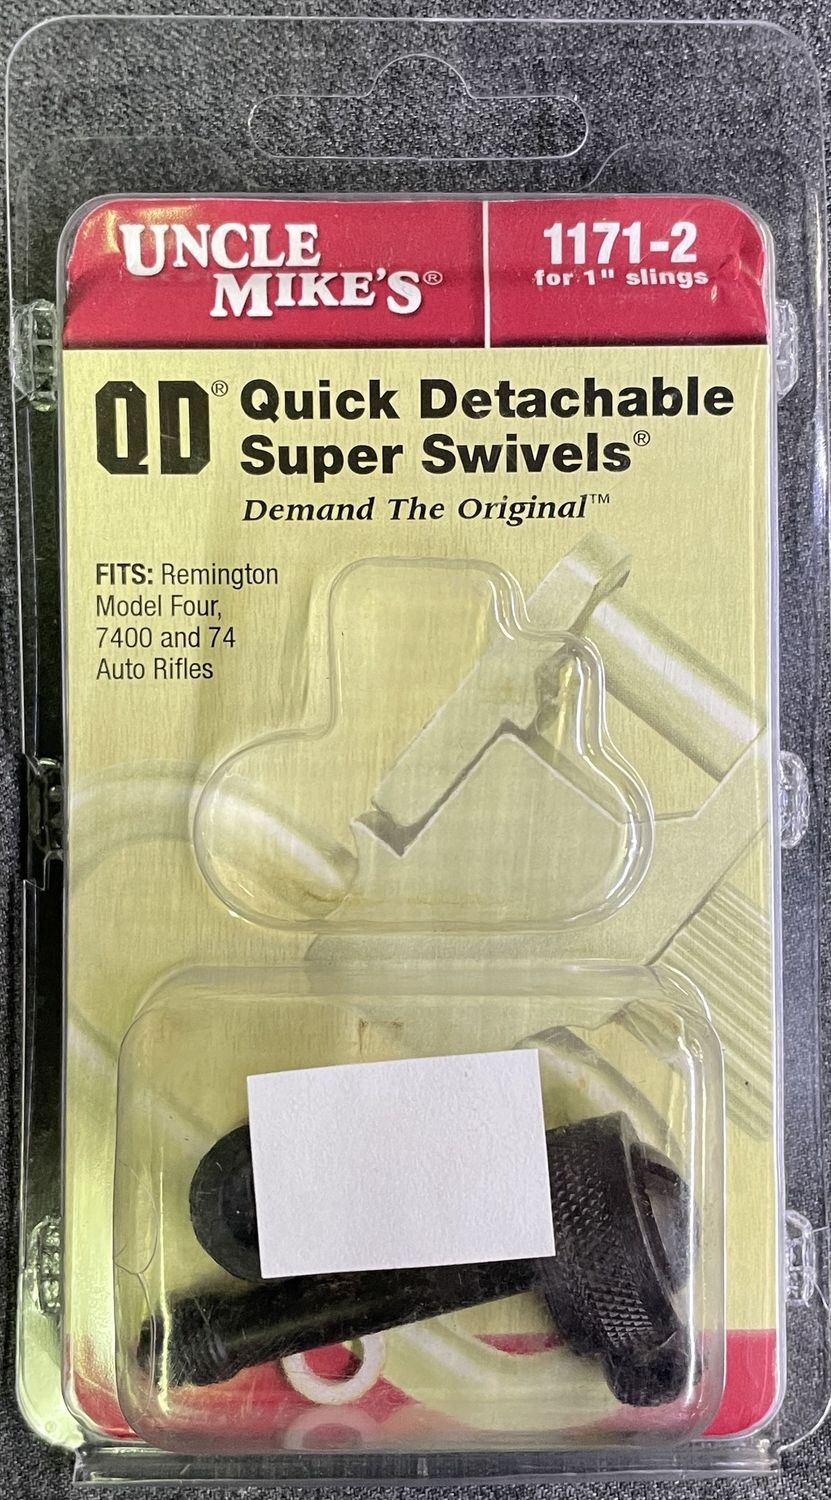 UNCLE
MIKE'S®
1171-2
for 1" slings
QD® Quick Detachable
Super Swivels®
Demand The Original™
FITS: Remington
Model Four,
7400 and 74
Auto Rifles